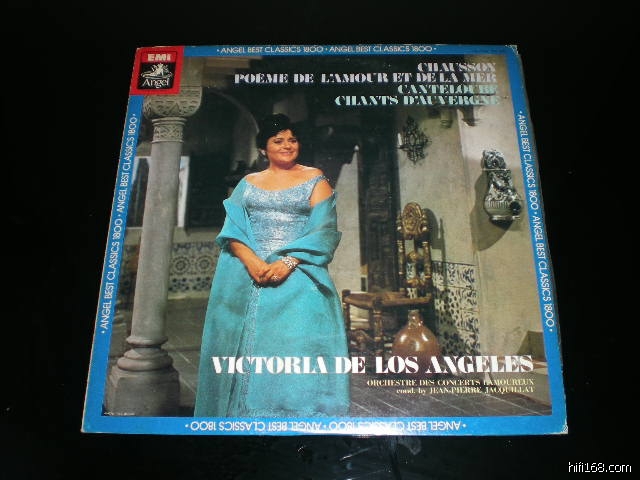 ANGEL BEST CLASSICS 1800 · ANGEL BEST CLASSICS 1800 ·
EMI
Angel
CHAUSSON
POÈME DE L'AMOUR ET DE LA MER
CANTELOUBE
CHANTS D'AUVERGNE
· ANGEL BEST CLASSICS 1800 · ANGEL BEST CLASSICS 1800 ·
· ANGEL BEST CLASSICS 1800 · ANGEL BEST CLASSICS 1800 ·
VICTORIA DE LOS ANGELES
ORCHESTRE DES CONCERTS LAMOUREUX
cond. by JEAN-PIERRE JACQUILLAT
ANGEL BEST CLASSICS 1800 · ANGEL BEST CLASSICS 1800 ·
hifi168.com